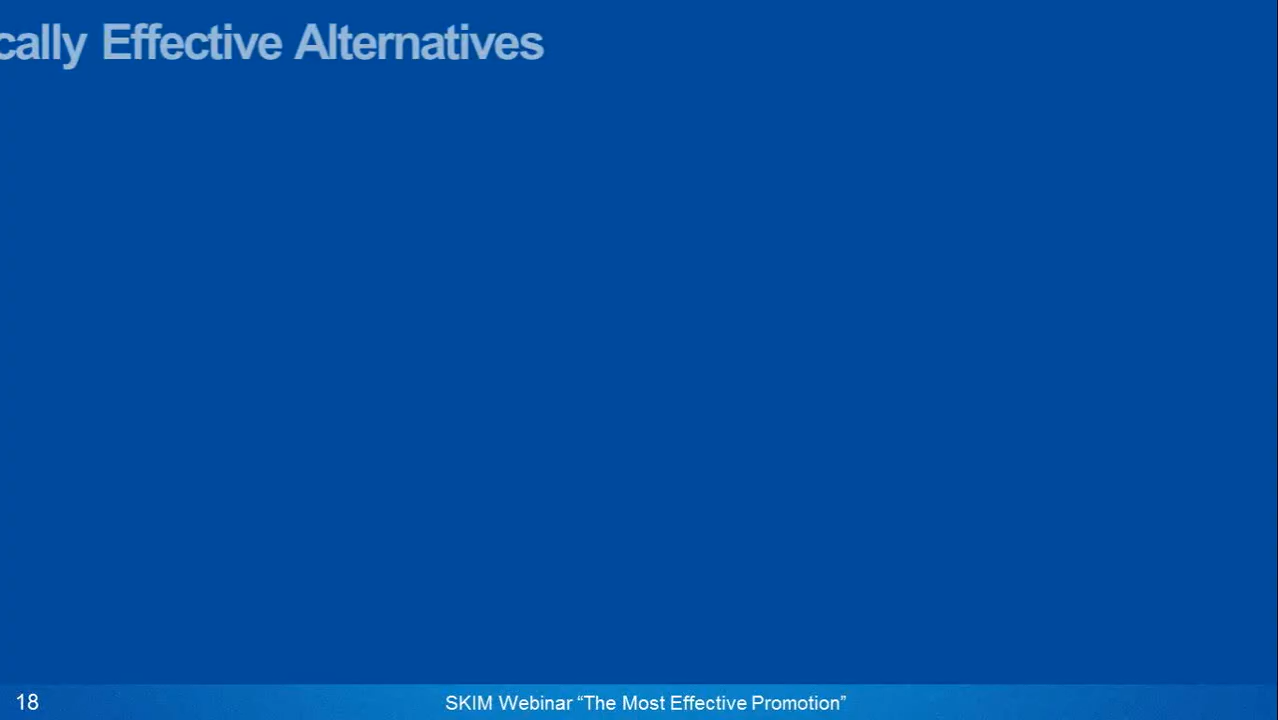 cally Effective Alternatives
18
SKIM Webinar “The Most Effective Promotion”